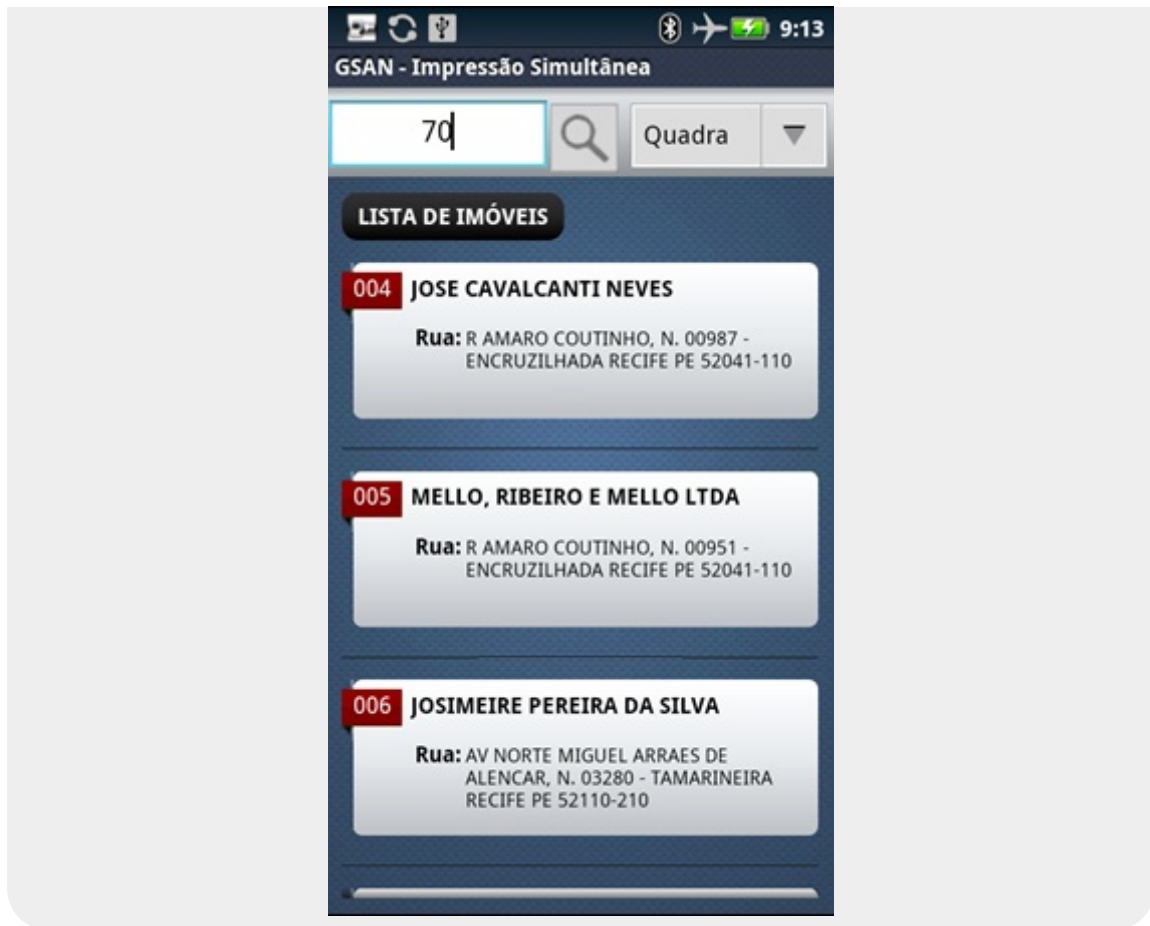 9:13
GSAN - Impressão Simultânea
70
Quadra
LISTA DE IMÓVEIS
004 JOSE CAVALCANTI NEVES
Rua: R AMARO COUTINHO, N. 00987 -
ENCRUZILHADA RECIFE PE 52041-110
005 MELLO, RIBEIRO E MELLO LTDA
Rua: R AMARO COUTINHO, N. 00951 -
ENCRUZILHADA RECIFE PE 52041-110
006 JOSIMEIRE PEREIRA DA SILVA
Rua: AV NORTE MIGUEL ARRAES DE
ALENCAR, N. 03280 - TAMARINEIRA
RECIFE PE 52110-210